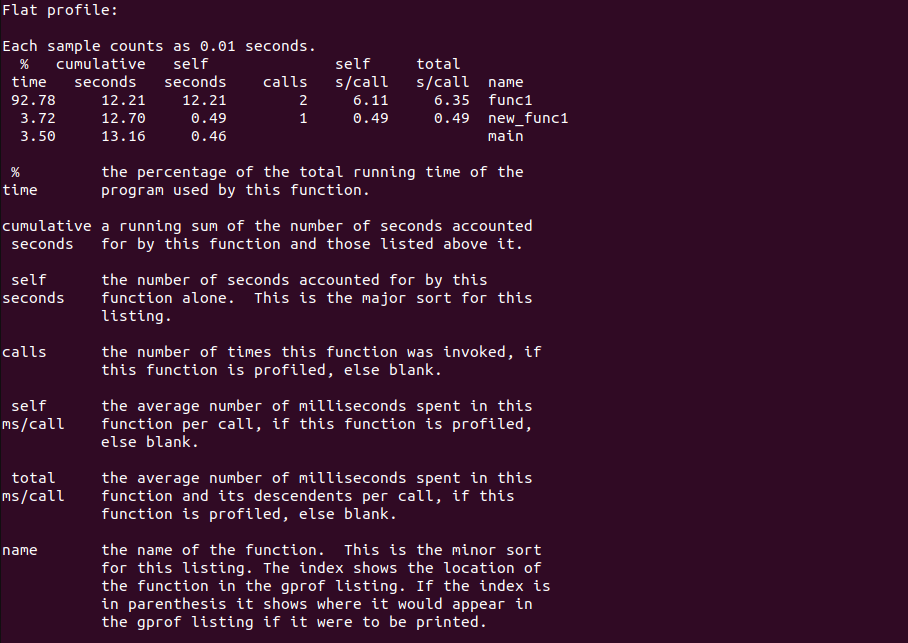 Flat profile:

Each sample counts as 0.01 seconds.
  %   cumulative   self              self     total
 time   seconds   seconds    calls   s/call   s/call  name
 92.78     12.21    12.21        2     6.11     6.35  func1
  3.72     12.70     0.49        1     0.49     0.49  new_func1
  3.50     13.16     0.46                             main

 %         the percentage of the total running time of the
time       program used by this function.

cumulative a running sum of the number of seconds accounted
 seconds   for by this function and those listed above it.

 self      the number of seconds accounted for by this
seconds    function alone.  This is the major sort for this
           listing.

calls      the number of times this function was invoked, if
           this function is profiled, else blank.

 self      the average number of milliseconds spent in this
ms/call    function per call, if this function is profiled,
           else blank.

 total     the average number of milliseconds spent in this
ms/call    function and its descendents per call, if this
           function is profiled, else blank.

name       the name of the function.  This is the minor sort
           for this listing. The index shows the location of
           the function in the gprof listing. If the index is
           in parenthesis it shows where it would appear in
           the gprof listing if it were to be printed.